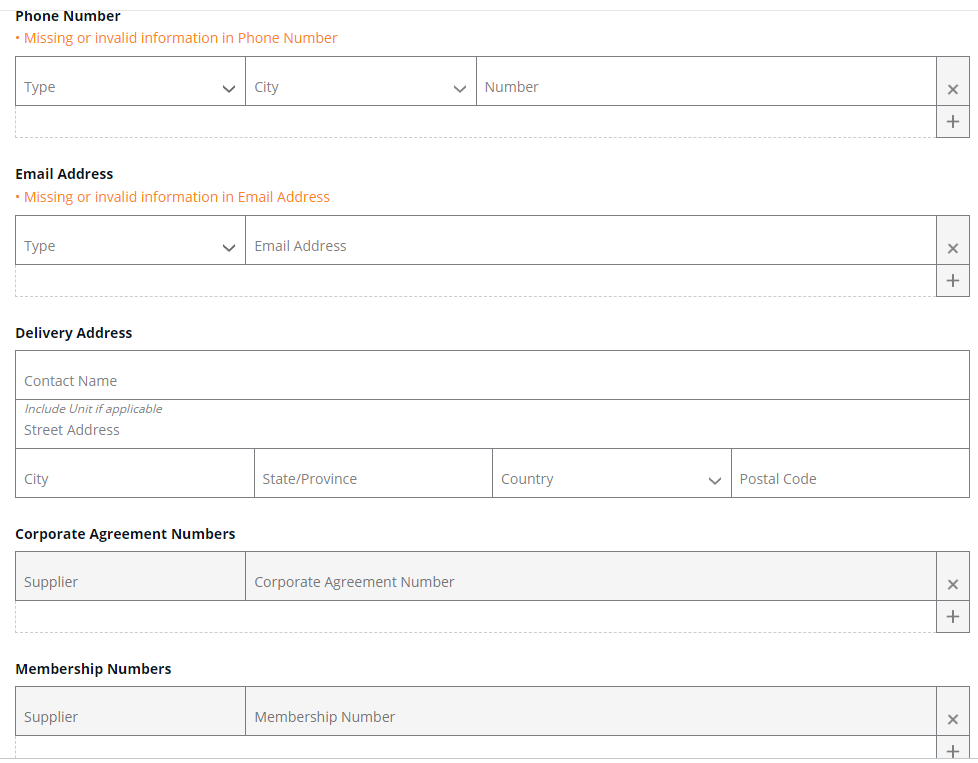 Phone Number
• Missing or invalid information in Phone Number
Type City Number
Email Address
• Missing or invalid information in Email Address
Type Email Address
Delivery Address
Contact Name
Include Unit if applicable
Street Address
City State/Province Country Postal Code
Corporate Agreement Numbers
Supplier Corporate Agreement Number
Membership Numbers
Supplier Membership Number